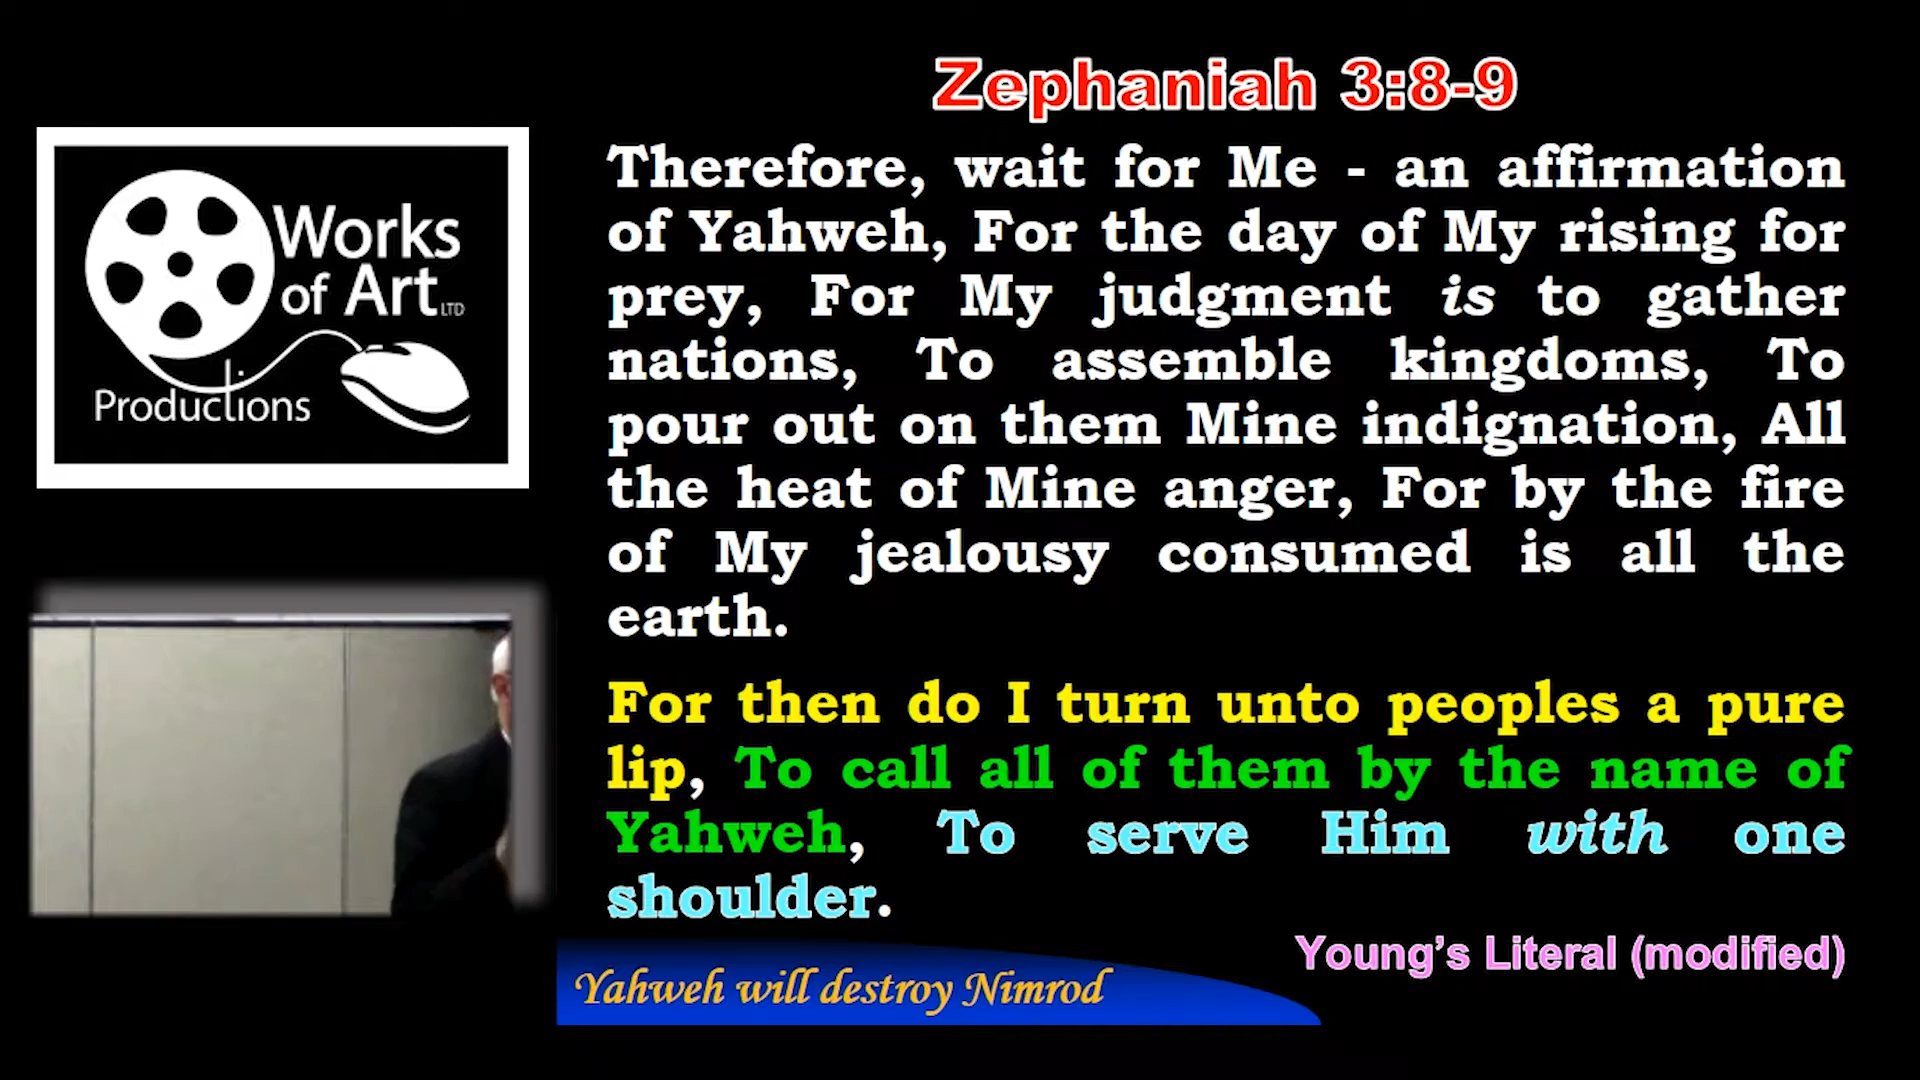 Zephaniah 3:8-9
Works
of Art LTD
Productions
Therefore, wait for Me - an affirmation
of Yahweh, For the day of My rising for
prey, For My judgment is to gather
nations, To assemble kingdoms, To
pour out on them Mine indignation, All
the heat of Mine anger, For by the fire
of My jealousy consumed is all the
earth.
For then do I turn unto peoples a pure
lip, To call all of them by the name of
Yahweh, To serve Him with one
shoulder.
Young's Literal (modified)
Yahweh will destroy Nimrod